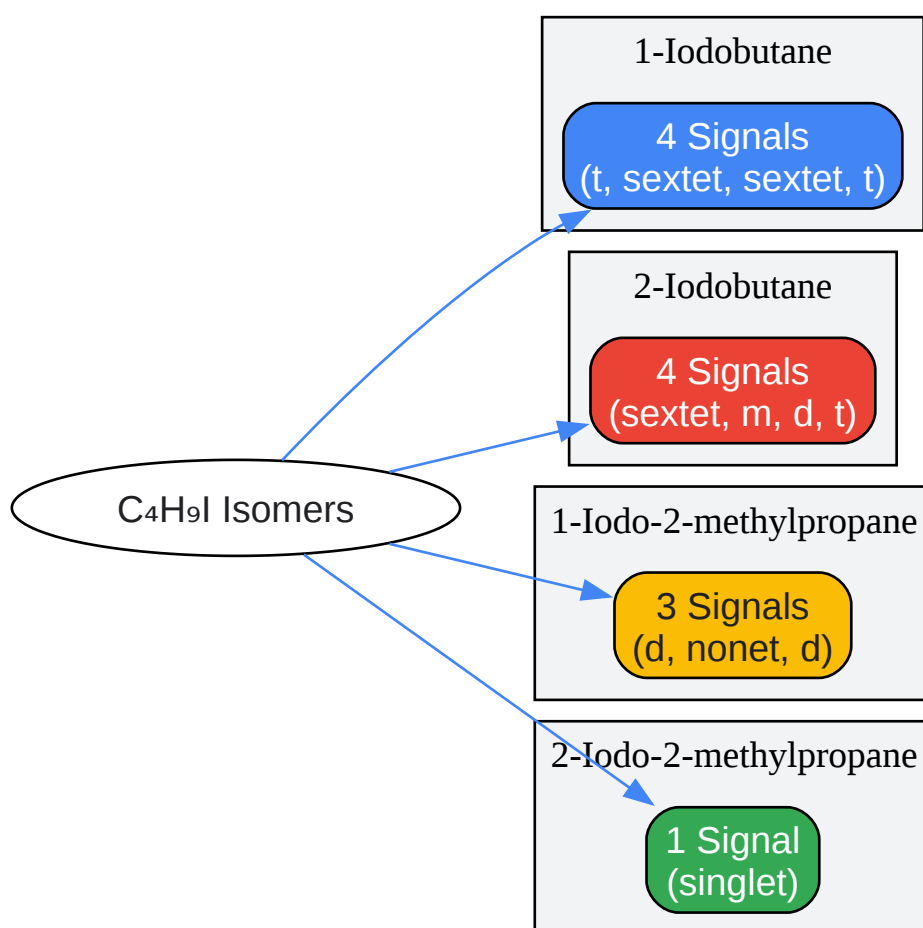 1-Iodobutane
4 Signals
(t, sextet, sextet, t)
2-Iodobutane
4 Signals
(sextet, m, d, t)
C₄H₉I Isomers
1-Iodo-2-methylpropane
3 Signals
(d, nonet, d)
2-Iodo-2-methylpropane
1 Signal
(singlet)